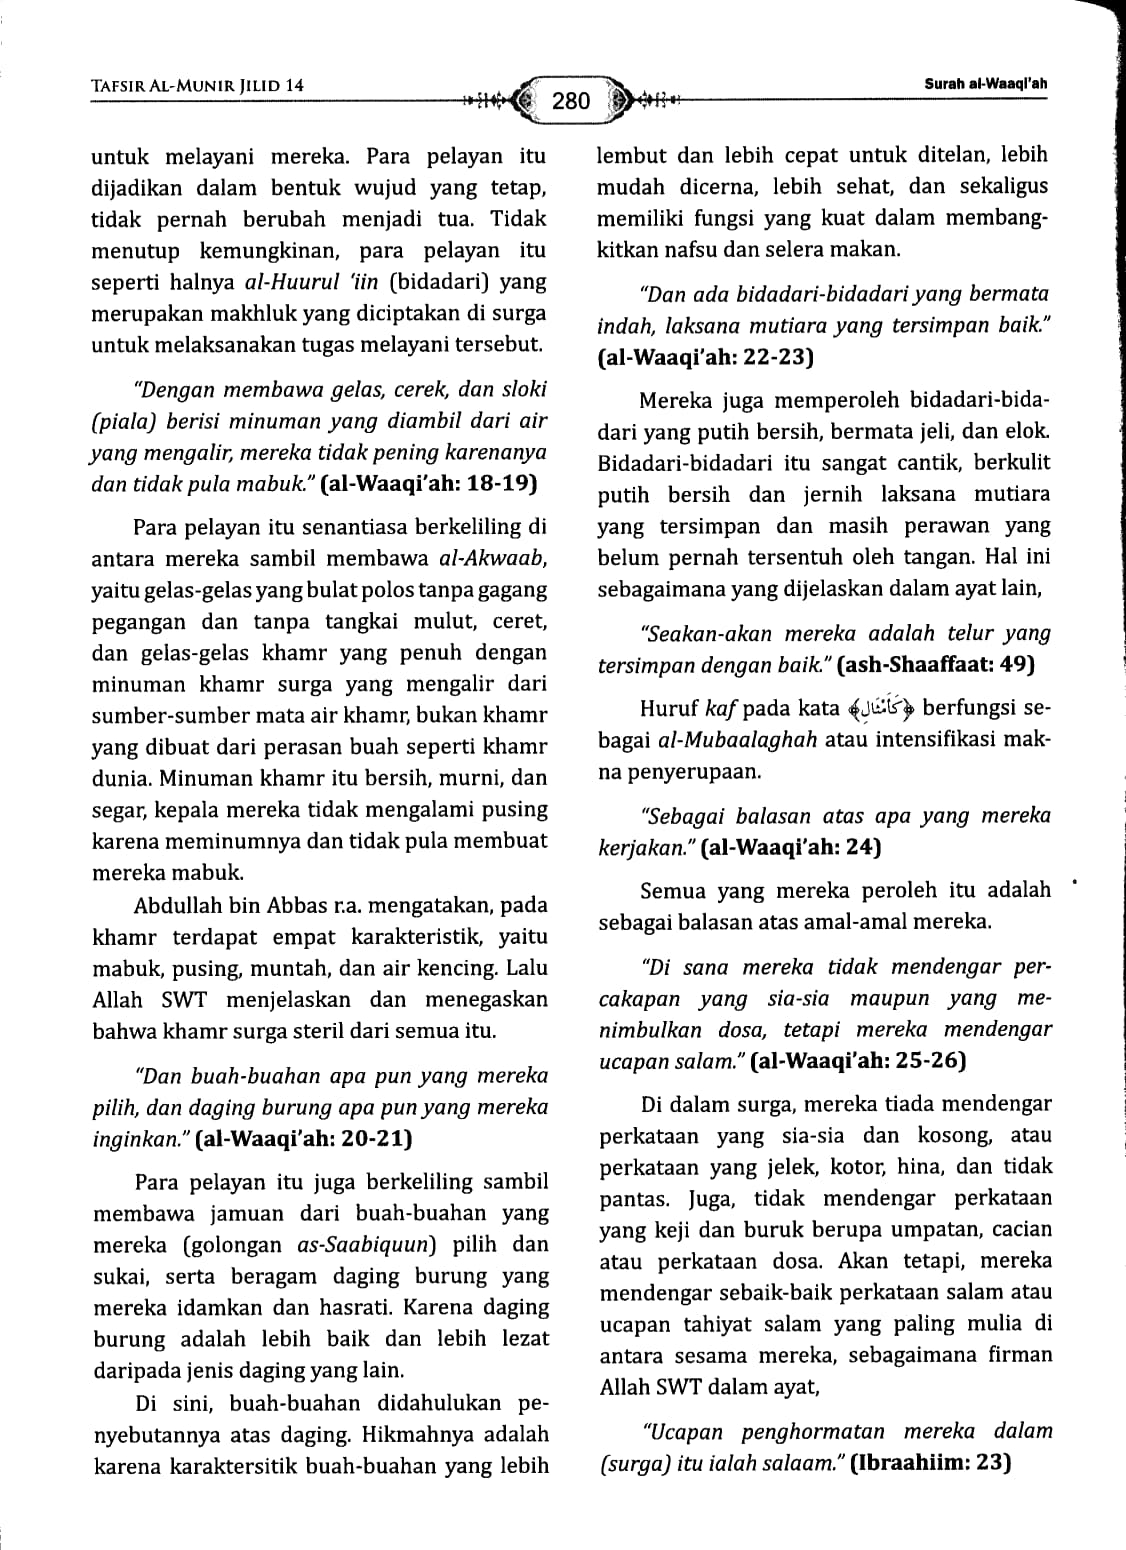 TAFSIR AL-MUNIR JILID 14
280
Surah al-Waaqi'ah
untuk melayani mereka. Para pelayan itu
dijadikan dalam bentuk wujud yang tetap,
tidak pernah berubah menjadi tua. Tidak
menutup kemungkinan, para pelayan itu
seperti halnya al-Huurul ‘iin (bidadari) yang
merupakan makhluk yang diciptakan di surga
untuk melaksanakan tugas melayani tersebut.
“Dengan membawa gelas, cerek, dan sloki
(piala) berisi minuman yang diambil dari air
yang mengalir, mereka tidak pening karenanya
dan tidak pula mabuk.” (al-Waaqi’ah: 18-19)
Para pelayan itu senantiasa berkeliling di
antara mereka sambil membawa al-Akwaab,
yaitu gelas-gelas yang bulat polos tanpa gagang
pegangan dan tanpa tangkai mulut, ceret,
dan gelas-gelas khamr yang penuh dengan
minuman khamr surga yang mengalir dari
sumber-sumber mata air khamr, bukan khamr
yang dibuat dari perasan buah seperti khamr
dunia. Minuman khamr itu bersih, murni, dan
segar, kepala mereka tidak mengalami pusing
karena meminumnya dan tidak pula membuat
mereka mabuk.
Abdullah bin Abbas r.a. mengatakan, pada
khamr terdapat empat karakteristik, yaitu
mabuk, pusing, muntah, dan air kencing. Lalu
Allah SWT menjelaskan dan menegaskan
bahwa khamr surga steril dari semua itu.
“Dan buah-buahan apa pun yang mereka
pilih, dan daging burung apa pun yang mereka
inginkan.” (al-Waaqi’ah: 20-21)
Para pelayan itu juga berkeliling sambil
membawa jamuan dari buah-buahan yang
mereka (golongan as-Saabiquun) pilih dan
sukai, serta beragam daging burung yang
mereka idamkan dan hasrati. Karena daging
burung adalah lebih baik dan lebih lezat
daripada jenis daging yang lain.
Di sini, buah-buahan didahulukan pe-
nyebutannya atas daging. Hikmahnya adalah
karena karaktersitik buah-buahan yang lebih
lembut dan lebih cepat untuk ditelan, lebih
mudah dicerna, lebih sehat, dan sekaligus
memiliki fungsi yang kuat dalam membang-
kitkan nafsu dan selera makan.
“Dan ada bidadari-bidadari yang bermata
indah, laksana mutiara yang tersimpan baik.”
(al-Waaqi’ah: 22-23)
Mereka juga memperoleh bidadari-bida-
dari yang putih bersih, bermata jeli, dan elok.
Bidadari-bidadari itu sangat cantik, berkulit
putih bersih dan jernih laksana mutiara
yang tersimpan dan masih perawan yang
belum pernah tersentuh oleh tangan. Hal ini
sebagaimana yang dijelaskan dalam ayat lain,
“Seakan-akan mereka adalah telur yang
tersimpan dengan baik.” (ash-Shaaffaat: 49)
Huruf kaf pada kata ﴿كَأَمْثَالِ﴾ berfungsi se-
bagai al-Mubaalaghah atau intensifikasi mak-
na penyerupaan.
“Sebagai balasan atas apa yang mereka
kerjakan.” (al-Waaqi’ah: 24)
Semua yang mereka peroleh itu adalah
sebagai balasan atas amal-amal mereka.
“Di sana mereka tidak mendengar per-
cakapan yang sia-sia maupun yang me-
nimbulkan dosa, tetapi mereka mendengar
ucapan salam.” (al-Waaqi’ah: 25-26)
Di dalam surga, mereka tiada mendengar
perkataan yang sia-sia dan kosong, atau
perkataan yang jelek, kotor, hina, dan tidak
pantas. Juga, tidak mendengar perkataan
yang keji dan buruk berupa umpatan, cacian
atau perkataan dosa. Akan tetapi, mereka
mendengar sebaik-baik perkataan salam atau
ucapan tahiyat salam yang paling mulia di
antara sesama mereka, sebagaimana firman
Allah SWT dalam ayat,
“Ucapan penghormatan mereka dalam
(surga) itu ialah salaam.” (Ibraahiim: 23)